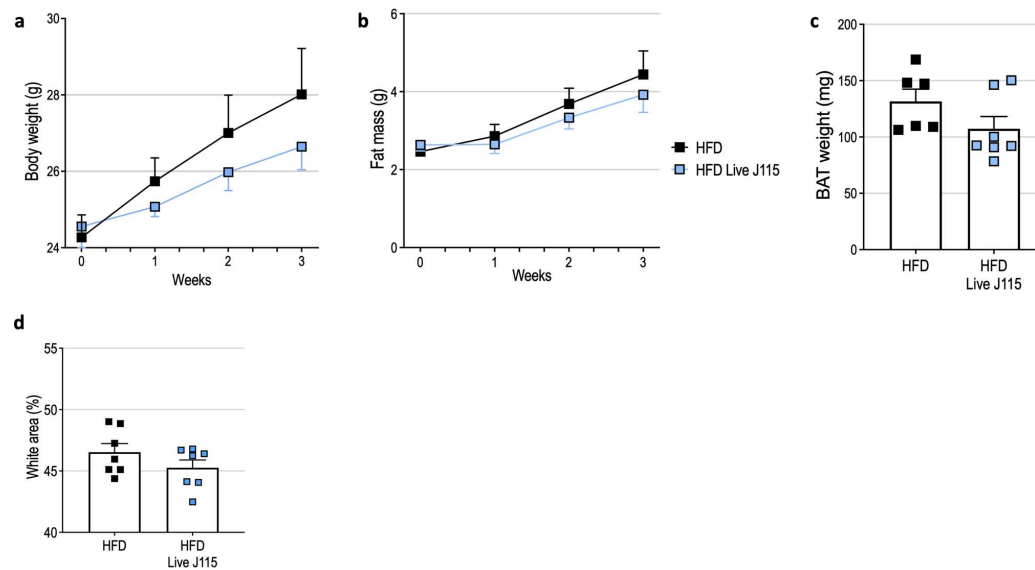 a
30
28
26
24
Body weight (g)
0 1 2 3
Weeks
b
6
4
2
0
Fat mass (g)
0 1 2 3
Weeks
HFD
HFD Live J115
c
200
150
100
50
0
BAT weight (mg)
HFD
HFD
Live J115
d
55
50
45
40
White area (%)
HFD
HFD
Live J115